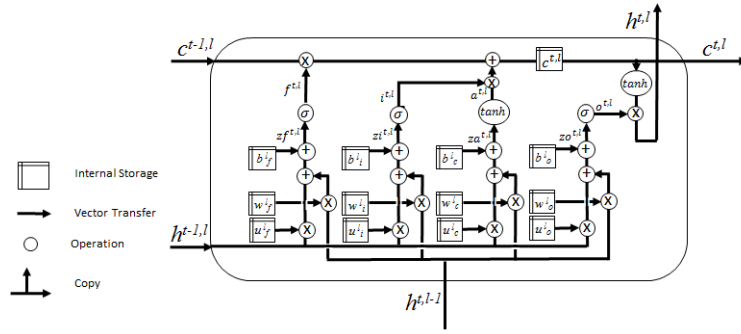 h^{t,l}
c^{t-1,l} c^{t,l}
x + c^{t,l}
f^{t,l} i^{t,l} x a^{t,l} tanh
σ σ tanh σ o^{t,l} x
zf^{t,l} zi^{t,l} za^{t,l} zo^{t,l}
b^l_f + b^l_i + b^l_c + b^l_o +
+ + + +
Internal Storage
w^l_f x w^l_i x w^l_c x w^l_o x
Vector Transfer
u^l_f x u^l_i x u^l_c x u^l_o x
Operation
h^{t-1,l}
Copy
h^{t,l-1}